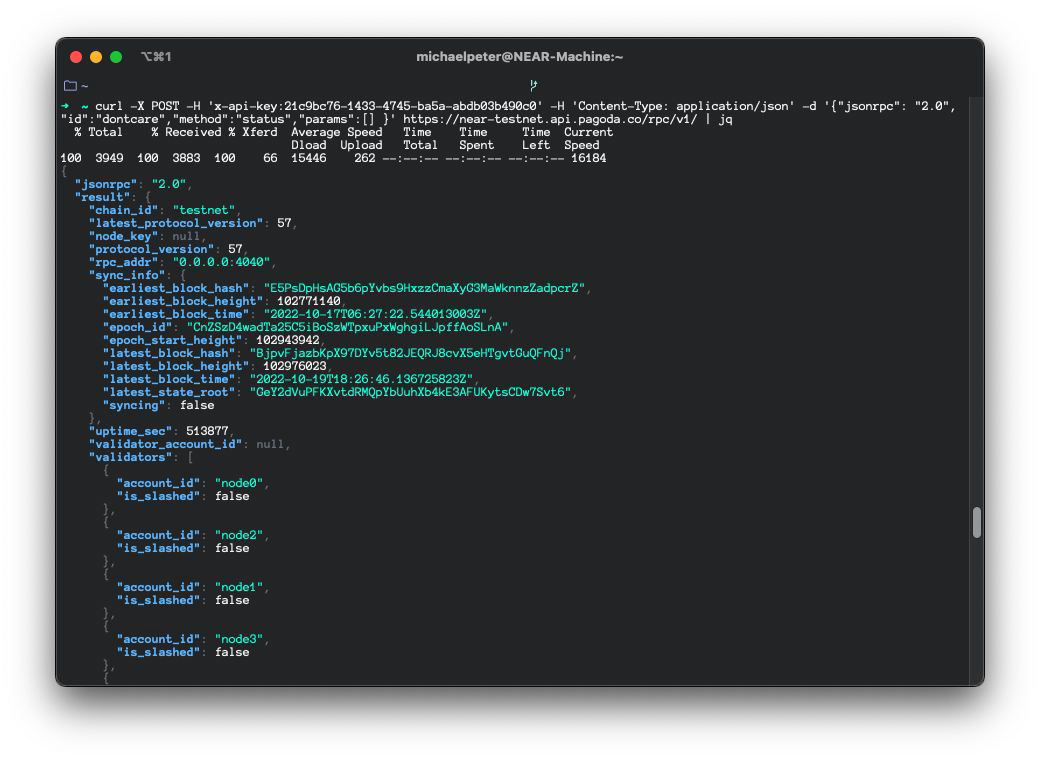 ⌥⌘1
michaelpeter@NEAR-Machine:~
~
➜ ~ curl -X POST -H 'x-api-key:21c9bc76-1433-4745-ba5a-abdb03b490c0' -H 'Content-Type: application/json' -d '{"jsonrpc": "2.0",
"id":"dontcare","method":"status","params":[] }' https://near-testnet.api.pagoda.co/rpc/v1/ | jq
% Total % Received % Xferd Average Speed Time Time Time Current
Dload Upload Total Spent Left Speed
100 3949 100 3883 100 66 15446 262 --:--:-- --:--:-- --:--:-- 16184
{
"jsonrpc": "2.0",
"result": {
"chain_id": "testnet",
"latest_protocol_version": 57,
"node_key": null,
"protocol_version": 57,
"rpc_addr": "0.0.0.0:4040",
"sync_info": {
"earliest_block_hash": "E5PsDpHsAG5b6pYvbs9HxzzCmaXyG3MaWknnzZadpcrZ",
"earliest_block_height": 102771140,
"earliest_block_time": "2022-10-17T06:27:22.544013003Z",
"epoch_id": "CnZSzD4wadTa25C5iBoSzWTpxuPxWghgiLJpffAoSLnA",
"epoch_start_height": 102943942,
"latest_block_hash": "BjpvFjazbKpX97DYv5t82JEQRJ8cvX5eHTgvtGuQFnQj",
"latest_block_height": 102976023,
"latest_block_time": "2022-10-19T18:26:46.136725823Z",
"latest_state_root": "GeY2dVuPFKXvtdRMQpYbUuhXb4kE3AFUKytsCDw7Svt6",
"syncing": false
},
"uptime_sec": 513877,
"validator_account_id": null,
"validators": [
{
"account_id": "node0",
"is_slashed": false
},
{
"account_id": "node2",
"is_slashed": false
},
{
"account_id": "node1",
"is_slashed": false
},
{
"account_id": "node3",
"is_slashed": false
},
{